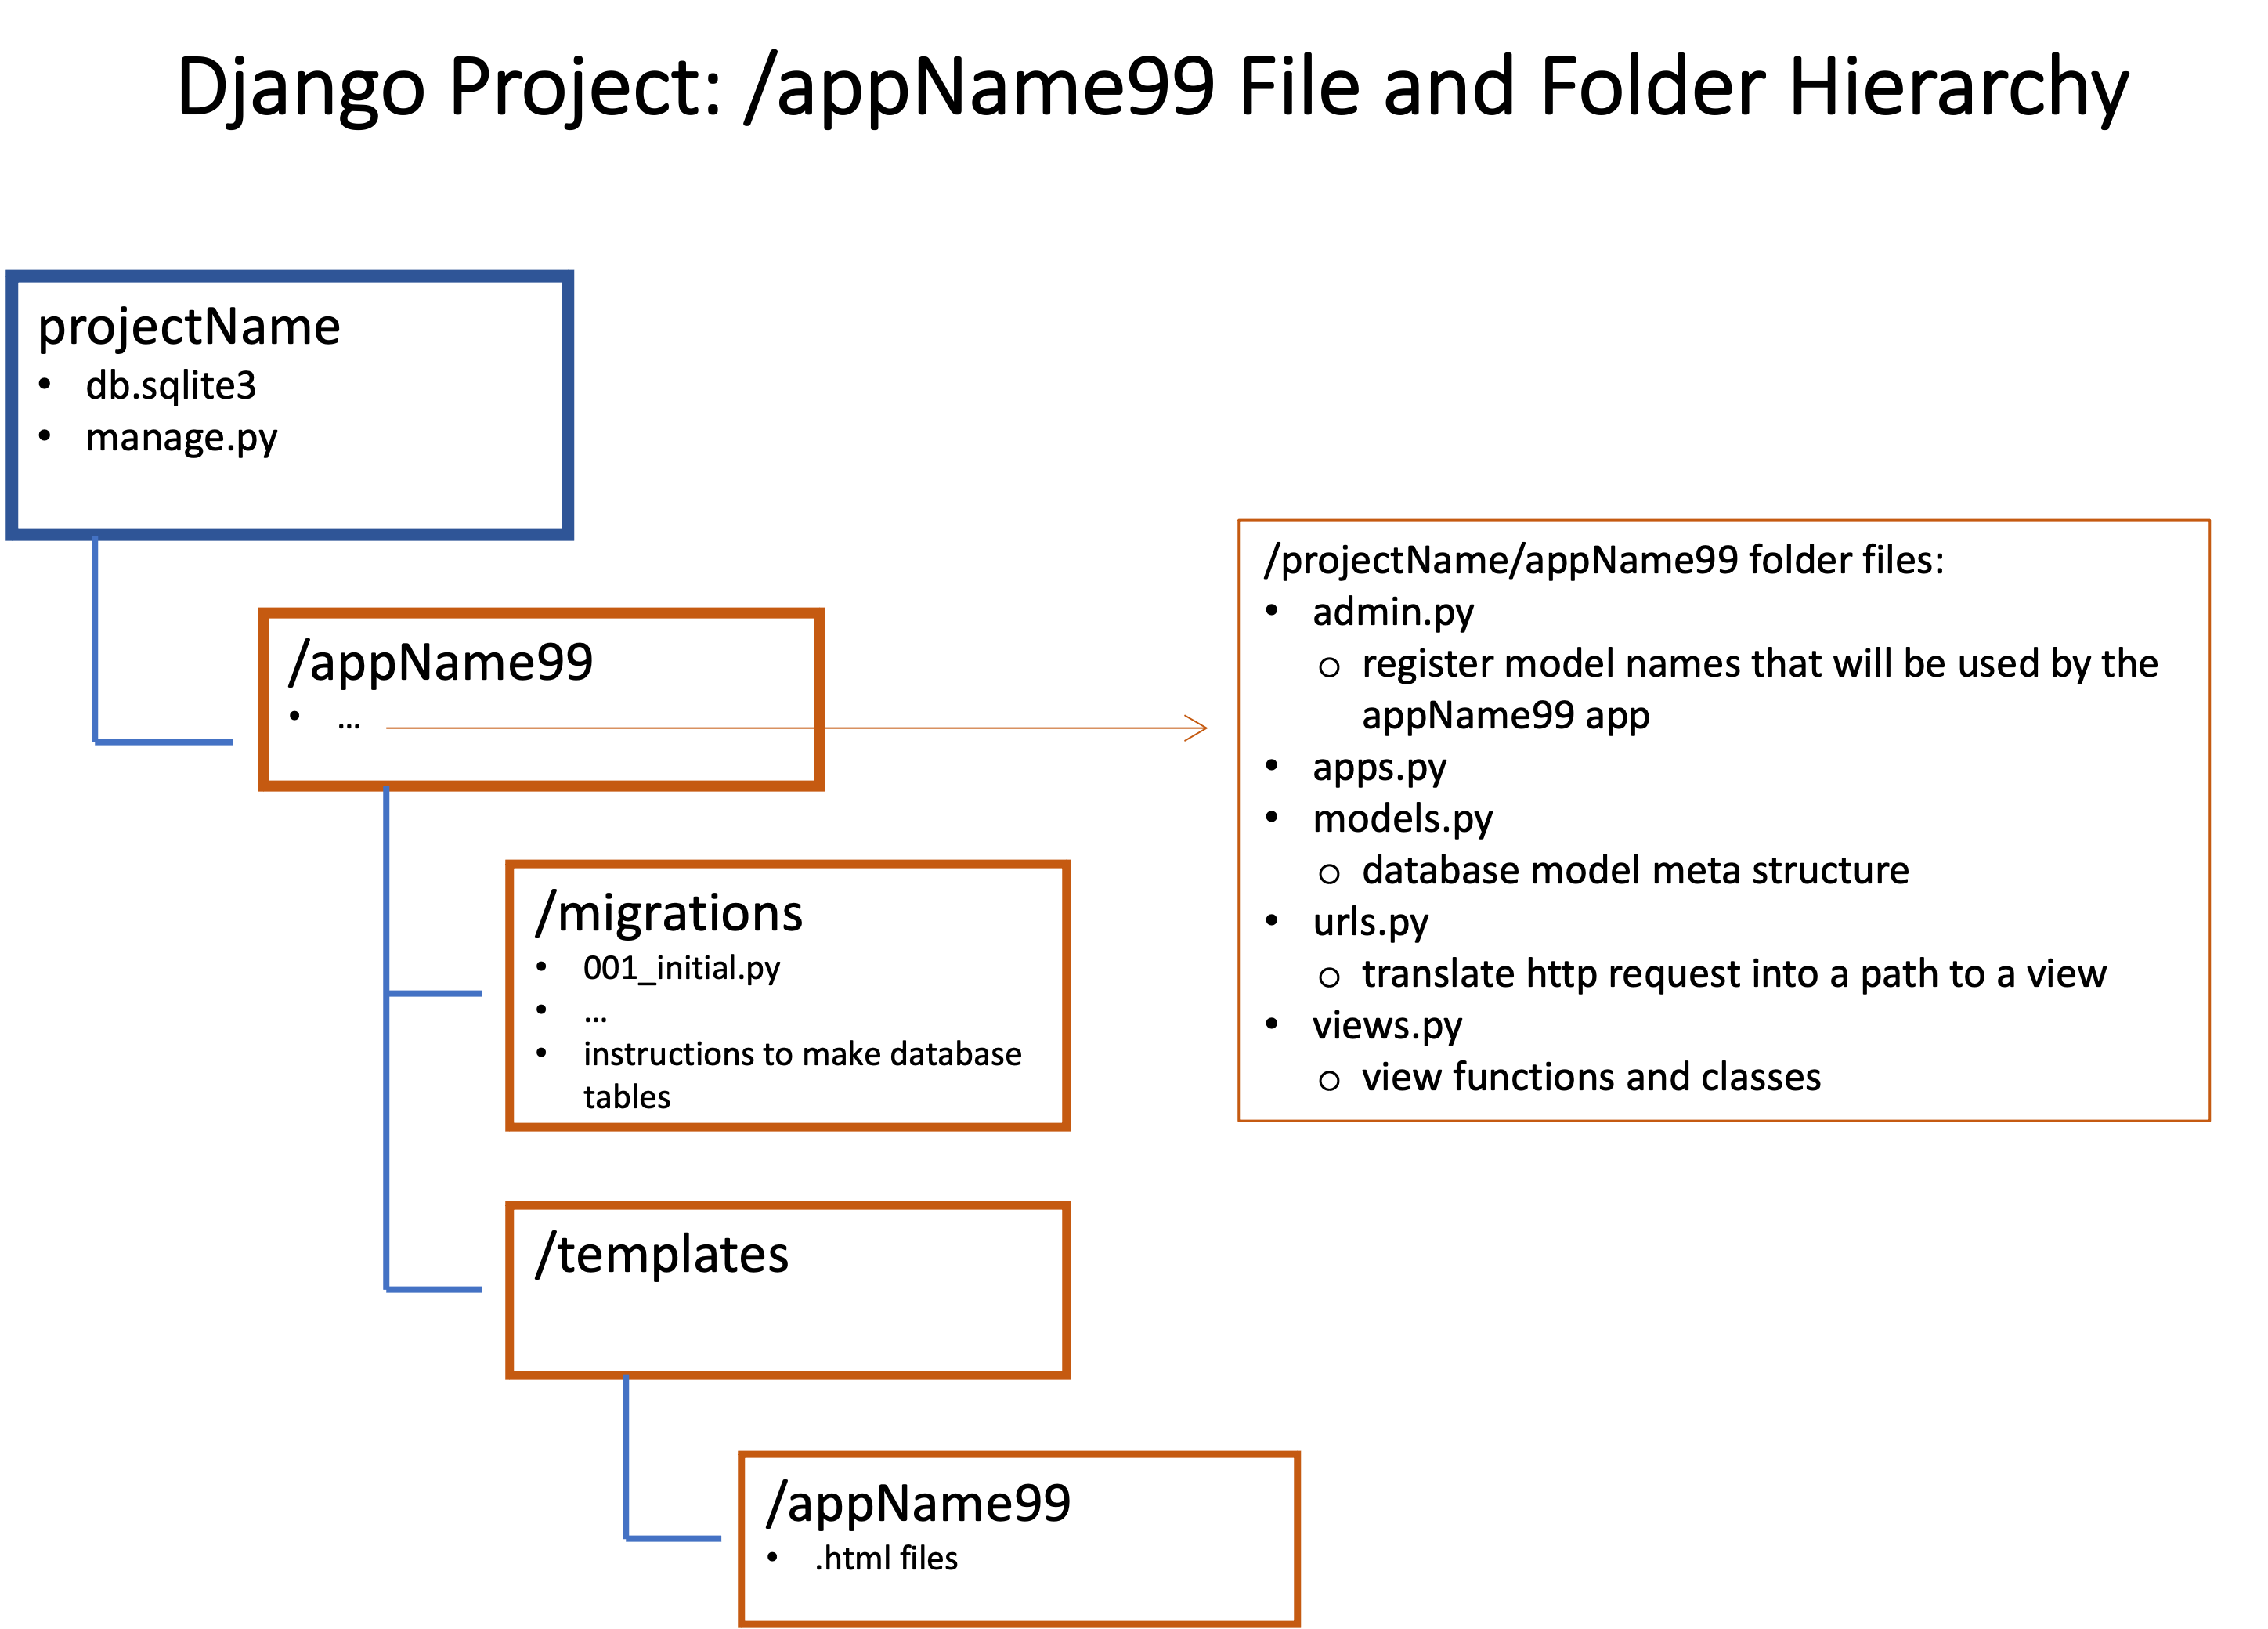 Django Project: /appName99 File and Folder Hierarchy
projectName
• db.sqlite3
• manage.py
/appName99
• ...
/migrations
• 001_initial.py
• ...
• instructions to make database
tables
/templates
/appName99
• .html files
/projectName/appName99 folder files:
• admin.py
o register model names that will be used by the
appName99 app
• apps.py
• models.py
o database model meta structure
• urls.py
o translate http request into a path to a view
• views.py
o view functions and classes